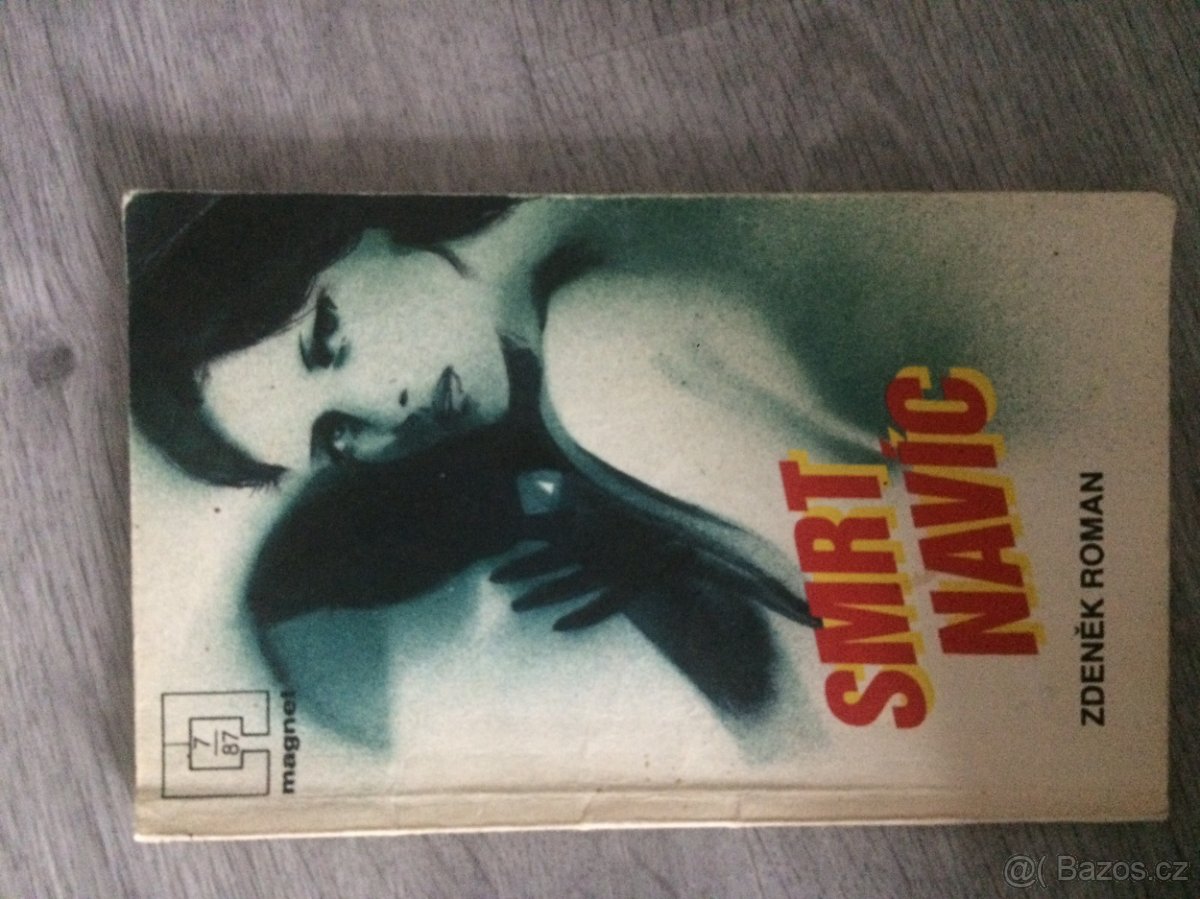 7
87
magnet
SMRT
NAVÍC
ZDENĚK ROMAN
@( Bazos.cz